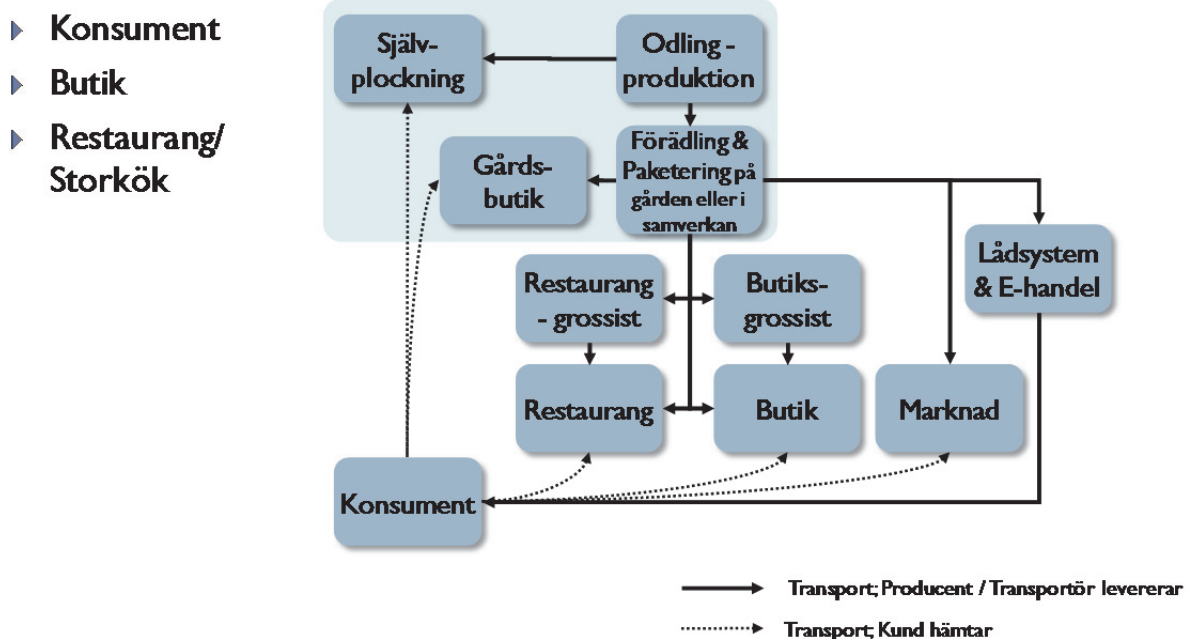 Konsument
Butik
Restaurang/
Storkök
Själv-
plockning
Odling -
produktion
Gårds-
butik
Förädling &
Paketering på
gården eller i
samverkan
Lådsystem
& E-handel
Restaurang
- grossist
Butiks-
grossist
Restaurang
Butik
Marknad
Konsument
Transport; Producent / Transportör levererar
Transport; Kund hämtar